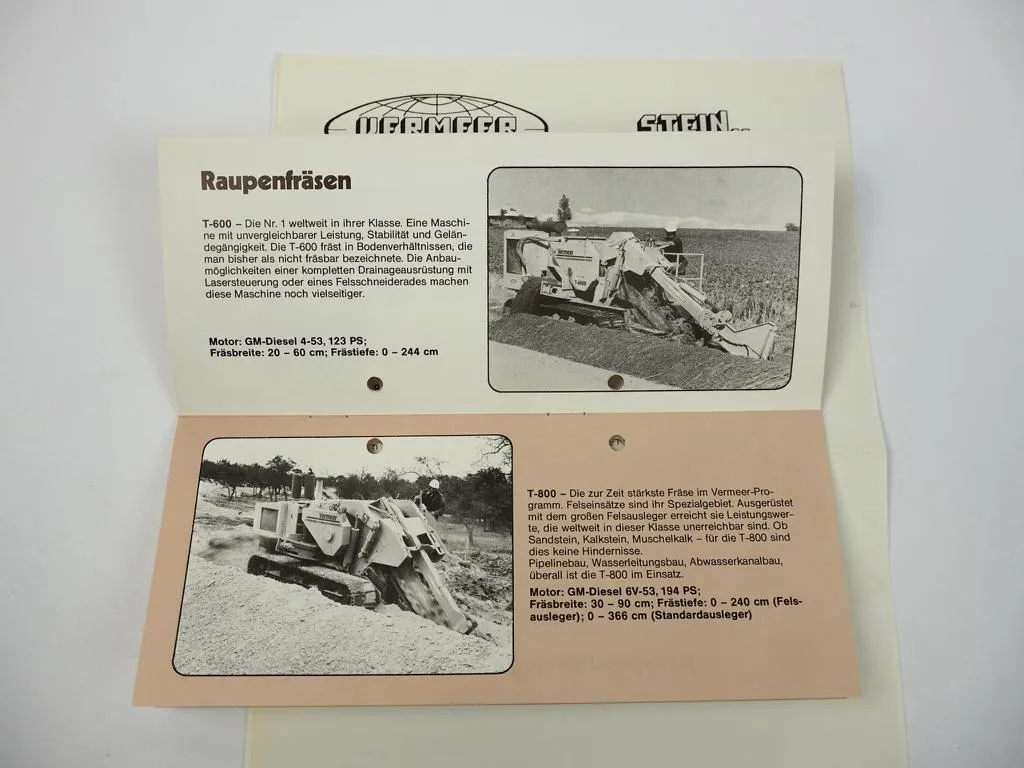 VERMEER
STEIN
Raupenfräsen
T-600 – Die Nr. 1 weltweit in ihrer Klasse. Eine Maschi-
ne mit unvergleichbarer Leistung, Stabilität und Gelän-
degängigkeit. Die T-600 fräst in Bodenverhältnissen, die
man bisher als nicht fräsbar bezeichnete. Die Anbau-
möglichkeiten einer kompletten Drainageausrüstung mit
Lasersteuerung oder eines Felsschneiderades machen
diese Maschine noch vielseitiger.
Motor: GM-Diesel 4-53, 123 PS;
Fräsbreite: 20 – 60 cm; Frästiefe: 0 – 244 cm
Vermeer
T-600
Vermeer
T-800 – Die zur Zeit stärkste Fräse im Vermeer-Pro-
gramm. Felseinsätze sind ihr Spezialgebiet. Ausgerüstet
mit dem großen Felsausleger erreicht sie Leistungswer-
te, die weltweit in dieser Klasse unerreichbar sind. Ob
Sandstein, Kalkstein, Muschelkalk – für die T-800 sind
dies keine Hindernisse.
Pipelinebau, Wasserleitungsbau, Abwasserkanalbau,
überall ist die T-800 im Einsatz.
Motor: GM-Diesel 6V-53, 194 PS;
Fräsbreite: 30 – 90 cm; Frästiefe: 0 – 240 cm (Fels-
ausleger); 0 – 366 cm (Standardausleger)